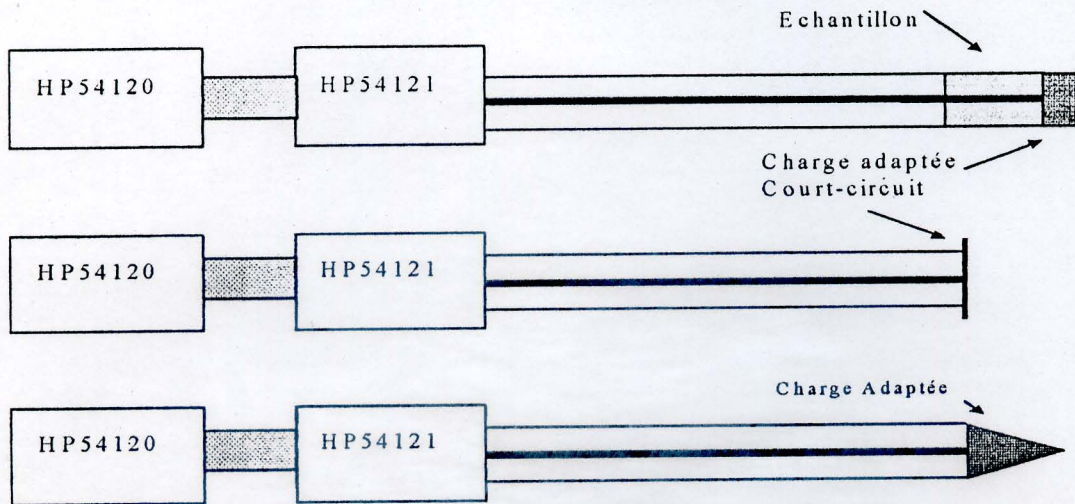 Echantillon
HP54120
HP54121
Charge adaptée
Court-circuit
HP54120
HP54121
Charge Adaptée
HP54120
HP54121